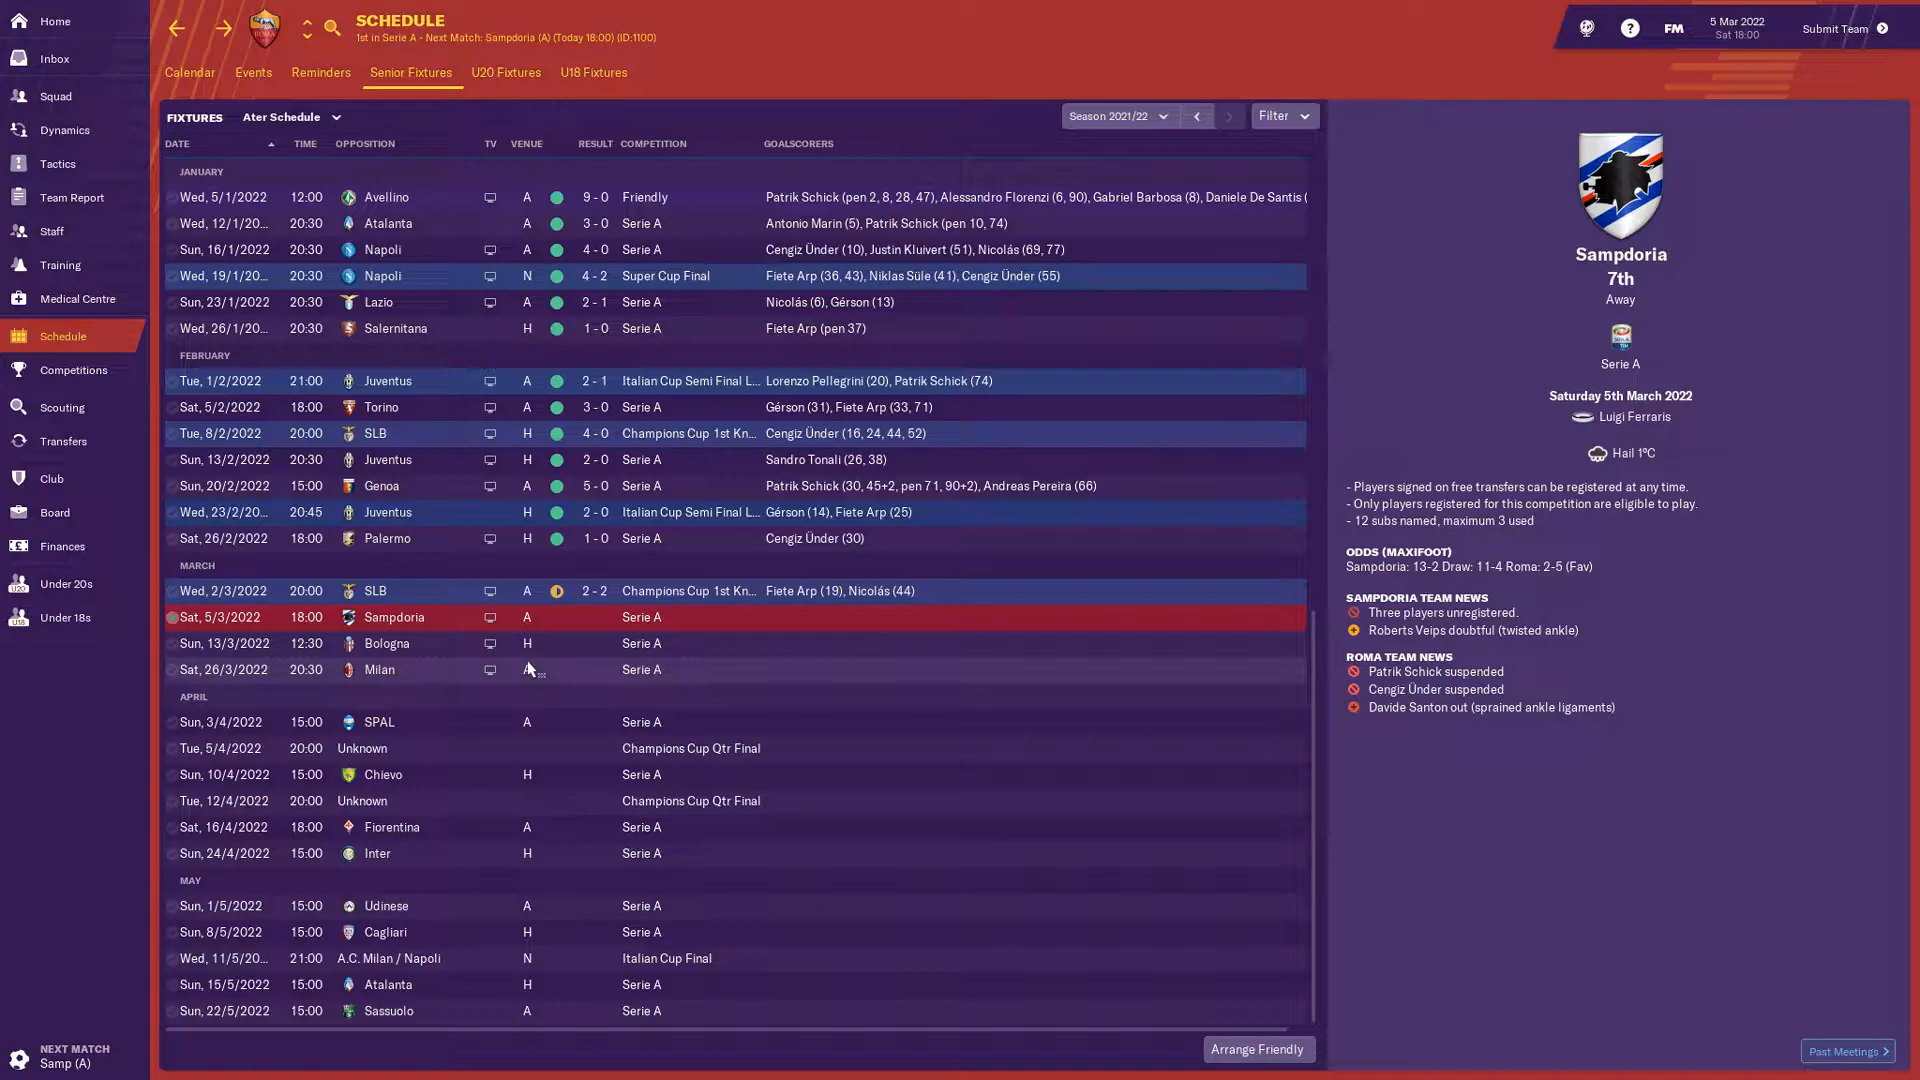 Home
Inbox
Squad
Dynamics
Tactics
Team Report
Staff
Training
Medical Centre
Schedule
Competitions
Scouting
Transfers
Club
Board
Finances
U20 Under 20s
U18 Under 18s
NEXT MATCH
Samp (A)
ROMA
SCHEDULE
1st in Serie A - Next Match: Sampdoria (A) (Today 18:00) (ID:1100)
FM 5 Mar 2022 Submit Team
Sat 18:00
Calendar Events Reminders Senior Fixtures U20 Fixtures U18 Fixtures
FIXTURES Ater Schedule Season 2021/22 Filter
DATE TIME OPPOSITION TV VENUE RESULT COMPETITION GOALSCORERS
JANUARY
Wed, 5/1/2022 12:00 Avellino A 9 - 0 Friendly Patrik Schick (pen 2, 8, 28, 47), Alessandro Florenzi (6, 90), Gabriel Barbosa (8), Daniele De Santis (
Wed, 12/1/20... 20:30 Atalanta A 3 - 0 Serie A Antonio Marin (5), Patrik Schick (pen 10, 74)
Sun, 16/1/2022 20:30 Napoli A 4 - 0 Serie A Cengiz Ünder (10), Justin Kluivert (51), Nicolás (69, 77)
Wed, 19/1/20... 20:30 Napoli N 4 - 2 Super Cup Final Fiete Arp (36, 43), Niklas Süle (41), Cengiz Ünder (55)
Sun, 23/1/2022 20:30 Lazio A 2 - 1 Serie A Nicolás (6), Gérson (13)
Wed, 26/1/20... 20:30 Salernitana H 1 - 0 Serie A Fiete Arp (pen 37)
FEBRUARY
Tue, 1/2/2022 21:00 Juventus A 2 - 1 Italian Cup Semi Final L... Lorenzo Pellegrini (20), Patrik Schick (74)
Sat, 5/2/2022 18:00 Torino A 3 - 0 Serie A Gérson (31), Fiete Arp (33, 71)
Tue, 8/2/2022 20:00 SLB H 4 - 0 Champions Cup 1st Kn... Cengiz Ünder (16, 24, 44, 52)
Sun, 13/2/2022 20:30 Juventus H 2 - 0 Serie A Sandro Tonali (26, 38)
Sun, 20/2/2022 15:00 Genoa A 5 - 0 Serie A Patrik Schick (30, 45+2, pen 71, 90+2), Andreas Pereira (66)
Wed, 23/2/20... 20:45 Juventus H 2 - 0 Italian Cup Semi Final L... Gérson (14), Fiete Arp (25)
Sat, 26/2/2022 18:00 Palermo H 1 - 0 Serie A Cengiz Ünder (30)
MARCH
Wed, 2/3/2022 20:00 SLB A 2 - 2 Champions Cup 1st Kn... Fiete Arp (19), Nicolás (44)
Sat, 5/3/2022 18:00 Sampdoria A Serie A
Sun, 13/3/2022 12:30 Bologna H Serie A
Sat, 26/3/2022 20:30 Milan A Serie A
APRIL
Sun, 3/4/2022 15:00 SPAL A Serie A
Tue, 5/4/2022 20:00 Unknown Champions Cup Qtr Final
Sun, 10/4/2022 15:00 Chievo H Serie A
Tue, 12/4/2022 20:00 Unknown Champions Cup Qtr Final
Sat, 16/4/2022 18:00 Fiorentina A Serie A
Sun, 24/4/2022 15:00 Inter H Serie A
MAY
Sun, 1/5/2022 15:00 Udinese A Serie A
Sun, 8/5/2022 15:00 Cagliari H Serie A
Wed, 11/5/20... 21:00 A.C. Milan / Napoli N Italian Cup Final
Sun, 15/5/2022 15:00 Atalanta H Serie A
Sun, 22/5/2022 15:00 Sassuolo A Serie A
Arrange Friendly
Sampdoria
7th
Away
Serie A
Saturday 5th March 2022
Luigi Ferraris
Hail 1ºC
- Players signed on free transfers can be registered at any time.
- Only players registered for this competition are eligible to play.
- 12 subs named, maximum 3 used
ODDS (MAXIFOOT)
Sampdoria: 13-2 Draw: 11-4 Roma: 2-5 (Fav)
SAMPDORIA TEAM NEWS
Three players unregistered.
Roberts Veips doubtful (twisted ankle)
ROMA TEAM NEWS
Patrik Schick suspended
Cengiz Ünder suspended
Davide Santon out (sprained ankle ligaments)
Past Meetings